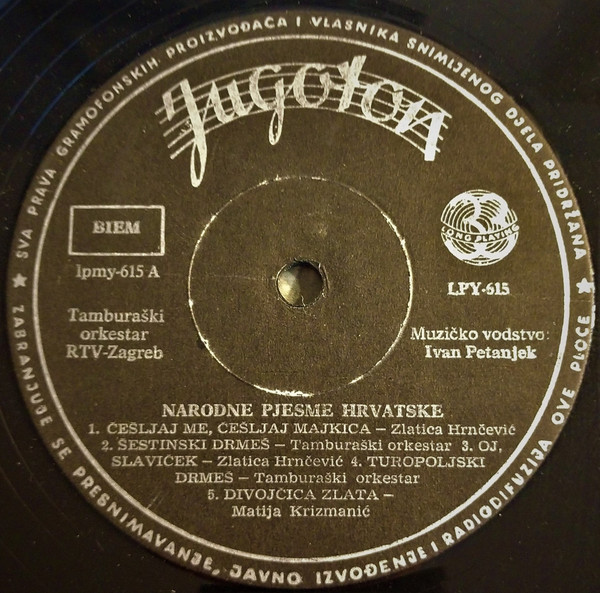 SVA PRAVA GRAMOFONSKIH PROIZVOĐAČA I VLASNIKA SNIMLJENOG DJELA PRIDRŽANA
Jugoton
BIEM
lpmy-615 A
LONG PLAYING
LPY-615
Tamburaški
orkestar
RTV-Zagreb
Muzičko vodstvo:
Ivan Petanjek
NARODNE PJESME HRVATSKE
1. ČEŠLJAJ ME, ČEŠLJAJ MAJKICA – Zlatica Hrnčević
2. ŠESTINSKI DRMEŠ – Tamburaški orkestar 3. OJ,
SLAVIČEK – Zlatica Hrnčević 4. TUROPOLJSKI
DRMEŠ – Tamburaški orkestar
5. DIVOJČICA ZLATA –
Matija Krizmanić
ZABRANJUJE SE PRESNIMAVANJE, JAVNO IZVOĐENJE I RADIODIFUZIJA OVE PLOČE